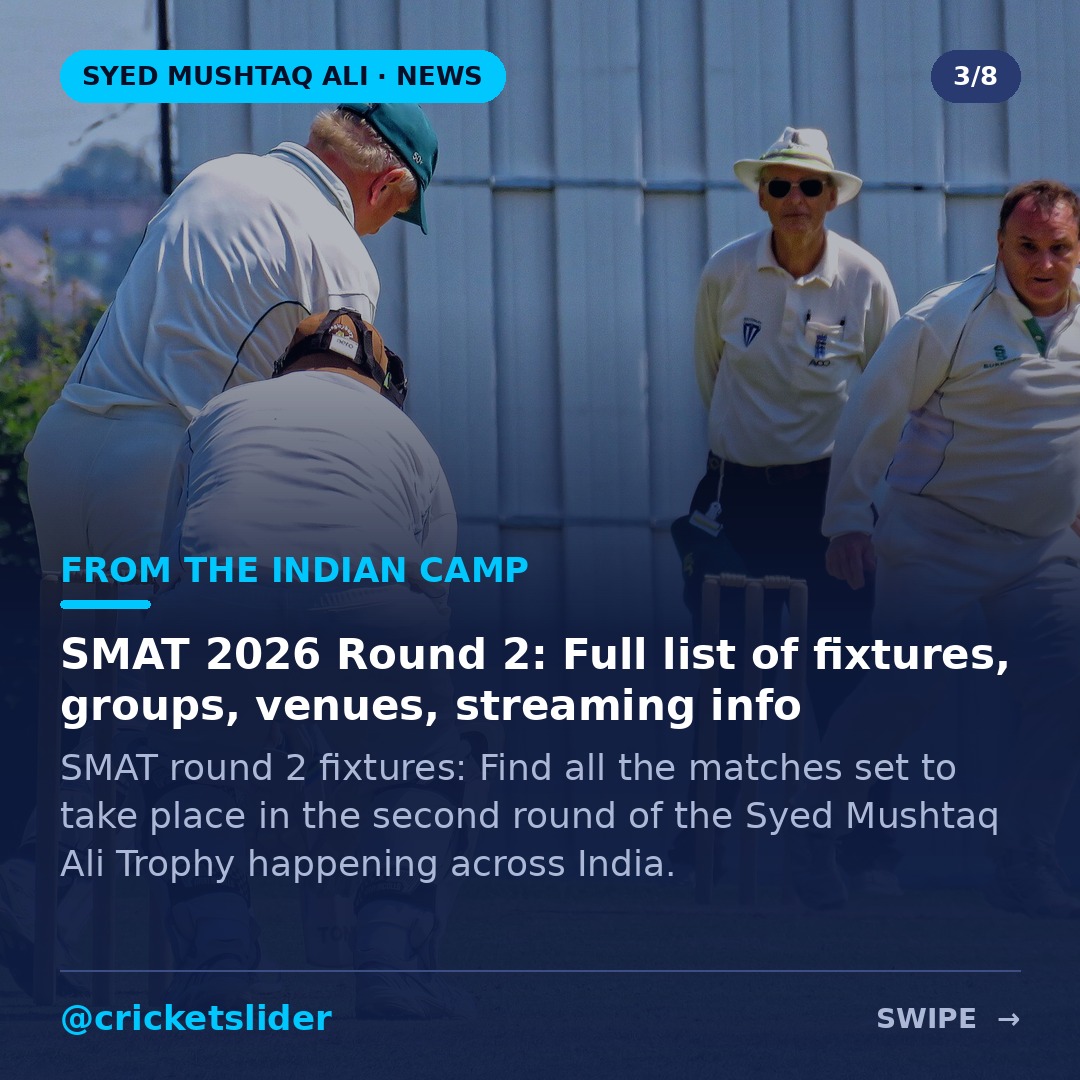 SYED MUSHTAQ ALI · NEWS
3/8
FROM THE INDIAN CAMP
SMAT 2026 Round 2: Full list of fixtures,
groups, venues, streaming info
SMAT round 2 fixtures: Find all the matches set to
take place in the second round of the Syed Mushtaq
Ali Trophy happening across India.
@cricketslider
SWIPE →